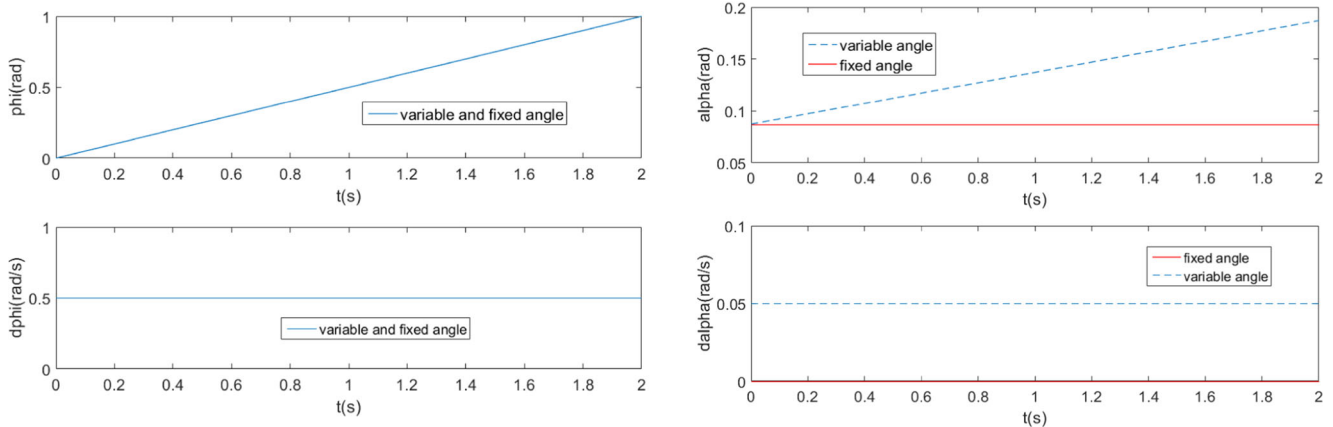 phi(rad)
1
0.5
0
variable and fixed angle
0 0.2 0.4 0.6 0.8 1 1.2 1.4 1.6 1.8 2
t(s)
alpha(rad)
0.2
0.15
0.1
0.05
variable angle
fixed angle
0 0.2 0.4 0.6 0.8 1 1.2 1.4 1.6 1.8 2
t(s)
dphi(rad/s)
1
0.5
0
variable and fixed angle
0 0.2 0.4 0.6 0.8 1 1.2 1.4 1.6 1.8 2
t(s)
dalpha(rad/s)
0.1
0.05
0
fixed angle
variable angle
0 0.2 0.4 0.6 0.8 1 1.2 1.4 1.6 1.8 2
t(s)